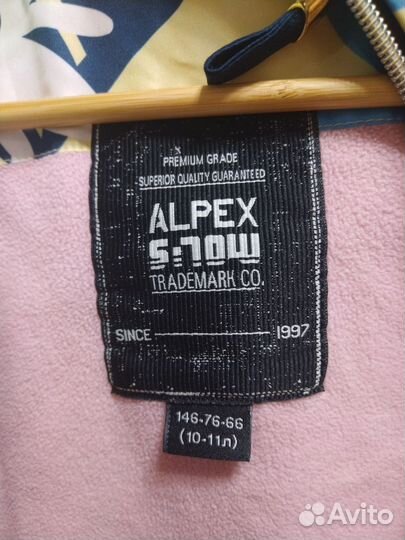 PREMIUM GRADE
SUPERIOR QUALITY GUARANTEED
ALPEX
S:NOW
TRADEMARK CO.
SINCE 1997
146-76-66
(10-11л)
Avito